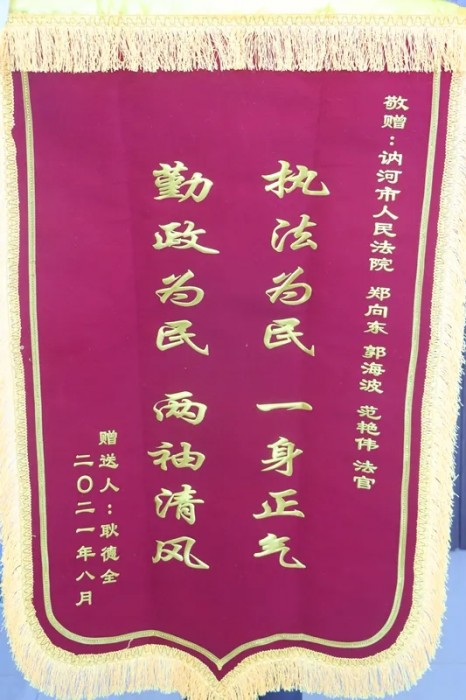 敬赠：讷河市人民法院 郑向东 郭海波 范艳伟 法官
执法为民 一身正气
勤政为民 两袖清风
赠送人：耿德全
二〇二一年八月